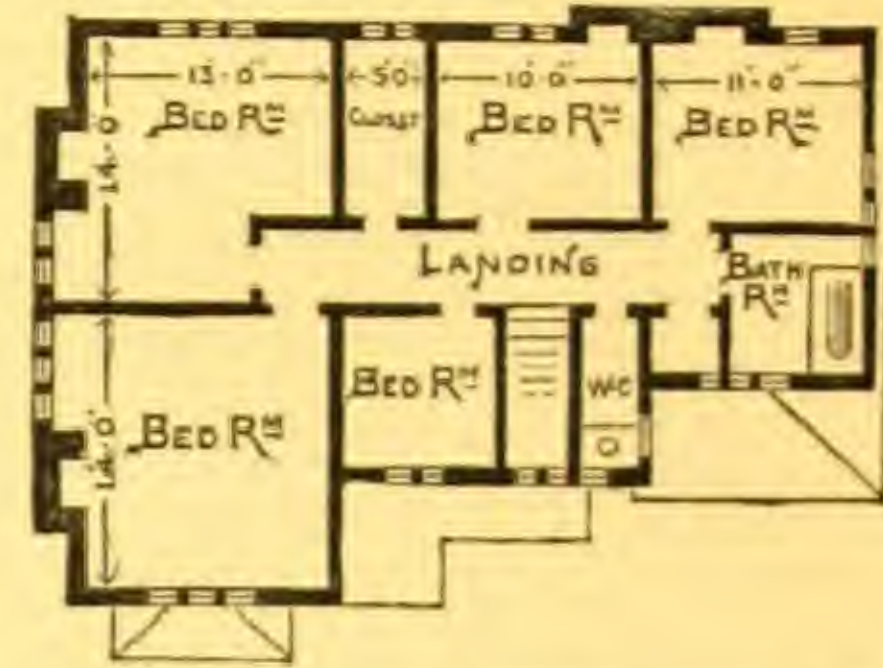 13'-0"
5'0"
10'-0"
11'-0"
BED RM
CLOSET
BED RM
BED RM
14'-0"
LANDING
BATH
RM
BED RM
BED RM
W.C
14'-0"